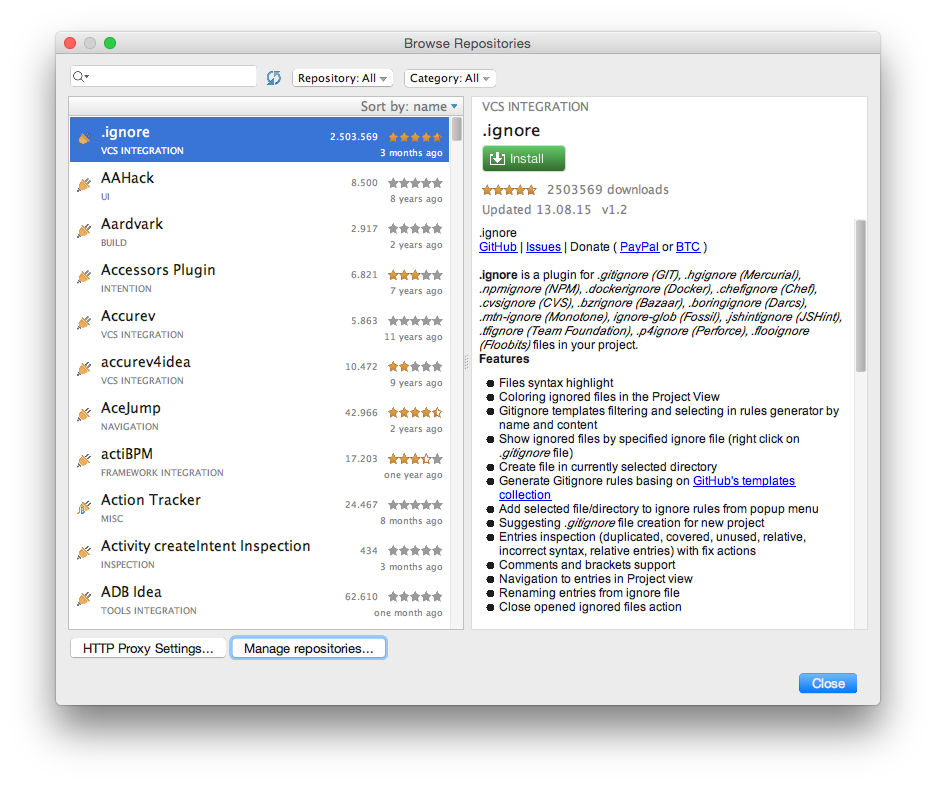 Browse Repositories
Repository: All
Category: All
Sort by: name
.ignore
2.503.569
VCS INTEGRATION
3 months ago
AAHack
8.500
UI
8 years ago
Aardvark
2.917
BUILD
2 years ago
Accessors Plugin
6.821
INTENTION
7 years ago
Accurev
5.863
VCS INTEGRATION
11 years ago
accurev4idea
10.472
VCS INTEGRATION
9 years ago
AceJump
42.966
NAVIGATION
2 years ago
actiBPM
17.203
FRAMEWORK INTEGRATION
one year ago
Action Tracker
24.467
MISC
8 months ago
Activity createIntent Inspection
434
INSPECTION
3 months ago
ADB Idea
62.610
TOOLS INTEGRATION
one month ago
VCS INTEGRATION
.ignore
Install
2503569 downloads
Updated 13.08.15 v1.2
.ignore
GitHub | Issues | Donate ( PayPal or BTC )
.ignore is a plugin for .gitignore (GIT), .hgignore (Mercurial),
.npmignore (NPM), .dockerignore (Docker), .chefignore (Chef),
.cvsignore (CVS), .bzrignore (Bazaar), .boringignore (Darcs),
.mtn-ignore (Monotone), ignore-glob (Fossil), .jshintignore (JSHint),
.tfignore (Team Foundation), .p4ignore (Perforce), .flooignore
(Floobits) files in your project.
Features
● Files syntax highlight
● Coloring ignored files in the Project View
● Gitignore templates filtering and selecting in rules generator by
name and content
● Show ignored files by specified ignore file (right click on
.gitignore file)
● Create file in currently selected directory
● Generate Gitignore rules basing on GitHub's templates
collection
● Add selected file/directory to ignore rules from popup menu
● Suggesting .gitignore file creation for new project
● Entries inspection (duplicated, covered, unused, relative,
incorrect syntax, relative entries) with fix actions
● Comments and brackets support
● Navigation to entries in Project view
● Renaming entries from ignore file
● Close opened ignored files action
HTTP Proxy Settings...
Manage repositories...
Close